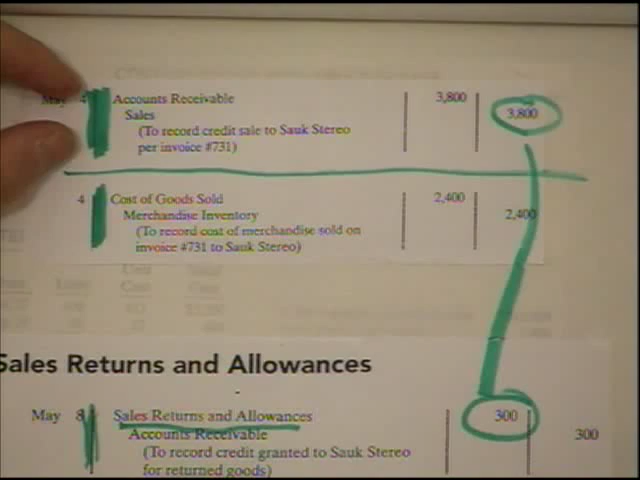 May 4 Accounts Receivable 3,800
Sales 3,800
(To record credit sale to Sauk Stereo
per invoice #731)
4 Cost of Goods Sold 2,400
Merchandise Inventory 2,400
(To record cost of merchandise sold on
invoice #731 to Sauk Stereo)
Sales Returns and Allowances
May 8 Sales Returns and Allowances 300
Accounts Receivable 300
(To record credit granted to Sauk Stereo
for returned goods)